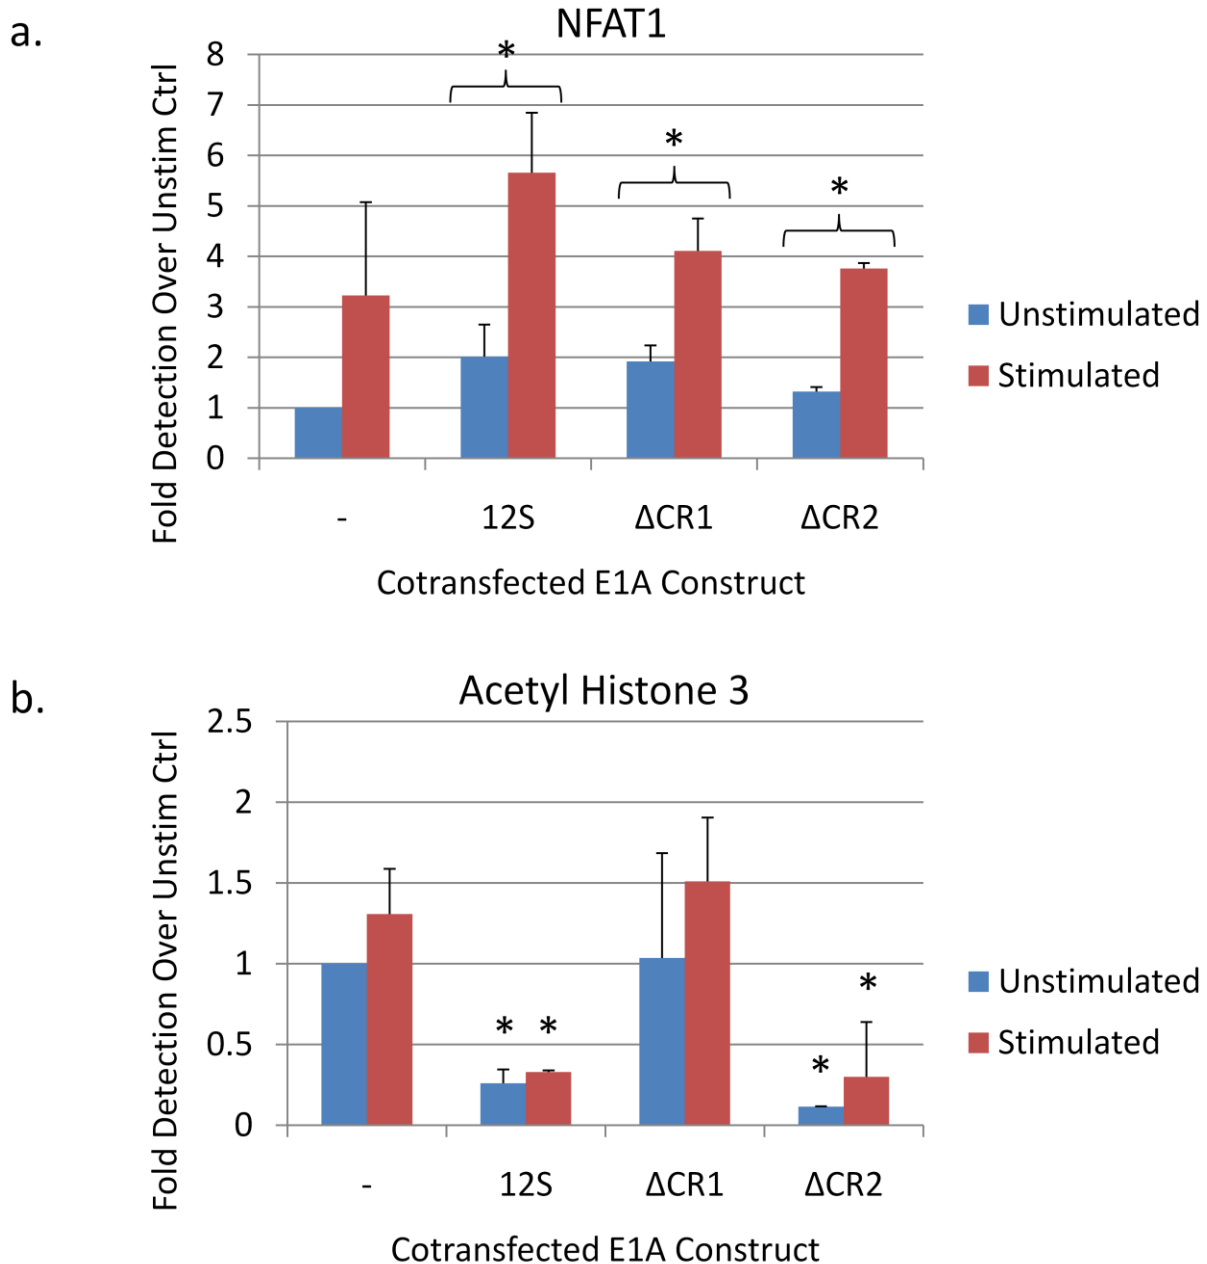 a.
NFAT1
Fold Detection Over Unstim Ctrl
8
7
6
5
4
3
2
1
0
*
*
*
- 12S ΔCR1 ΔCR2
Cotransfected E1A Construct
Unstimulated
Stimulated
b.
Acetyl Histone 3
Fold Detection Over Unstim Ctrl
2.5
2
1.5
1
0.5
0
* *
* *
- 12S ΔCR1 ΔCR2
Cotransfected E1A Construct
Unstimulated
Stimulated